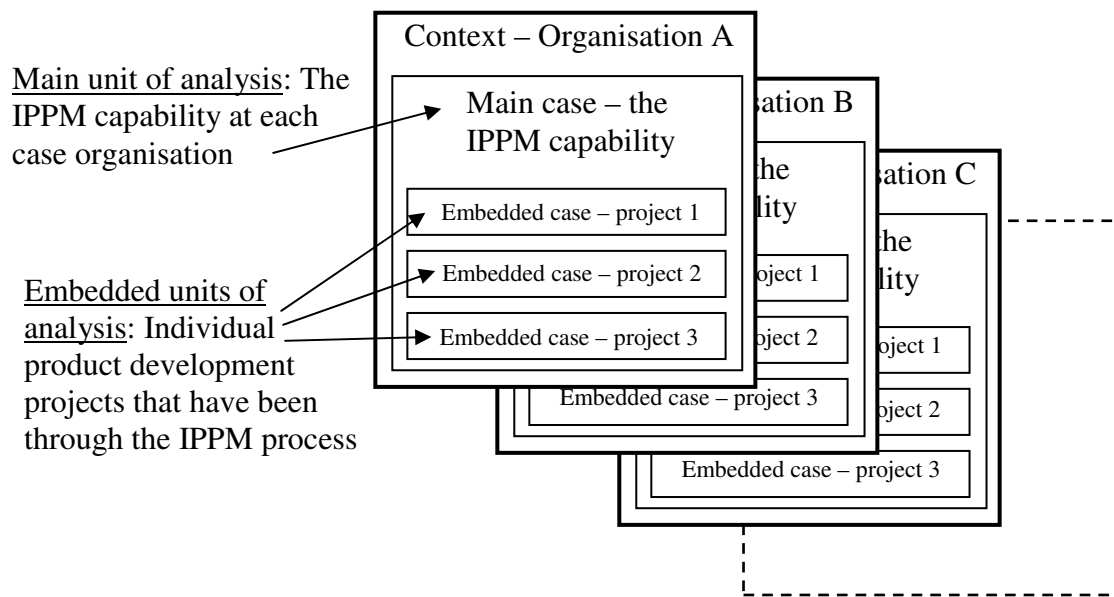 Context – Organisation A
Main unit of analysis: The
IPPM capability at each
case organisation
Main case – the
IPPM capability
Embedded case – project 1
Embedded case – project 2
Embedded case – project 3
Embedded units of
analysis: Individual
product development
projects that have been
through the IPPM process
sation B
the
lity
oject 1
oject 2
Embedded case – project 3
sation C
the
lity
oject 1
oject 2
Embedded case – project 3